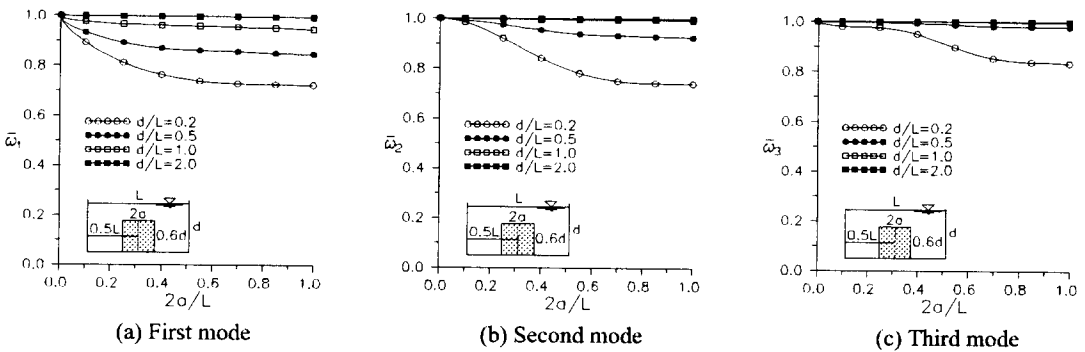 1.0
0.8
0.6
0.4
0.2
0.0
ω̄₁
d/L=0.2
d/L=0.5
d/L=1.0
d/L=2.0
L
2a
0.5L
0.6d
d
0.0 0.2 0.4 0.6 0.8 1.0
2a/L
(a) First mode
1.0
0.8
0.6
0.4
0.2
0.0
ω̄₂
d/L=0.2
d/L=0.5
d/L=1.0
d/L=2.0
L
2a
0.5L
0.6d
d
0.0 0.2 0.4 0.6 0.8 1.0
2a/L
(b) Second mode
1.0
0.8
0.6
0.4
0.2
0.0
ω̄₃
d/L=0.2
d/L=0.5
d/L=1.0
d/L=2.0
L
2a
0.5L
0.6d
d
0.0 0.2 0.4 0.6 0.8 1.0
2a/L
(c) Third mode